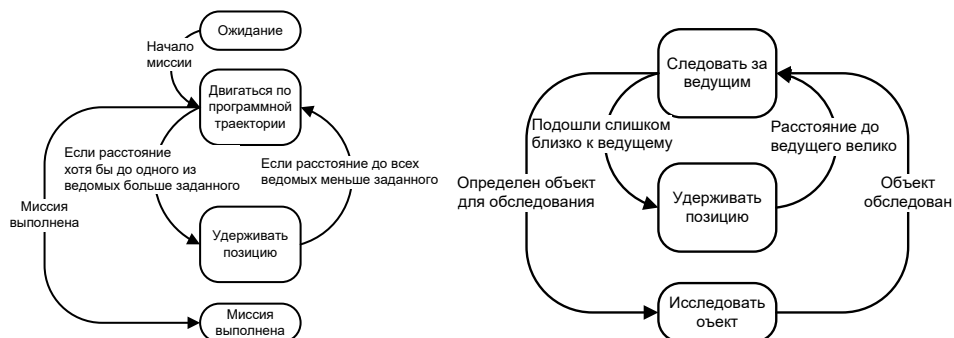 Ожидание
Начало
миссии
Двигаться по
программной
траектории
Если расстояние
хотя бы до одного из
ведомых больше заданного
Если расстояние до всех
ведомых меньше заданного
Миссия
выполнена
Удерживать
позицию
Миссия
выполнена
Следовать за
ведущим
Подошли слишком
близко к ведущему
Расстояние до
ведущего велико
Определен объект
для обследования
Удерживать
позицию
Объект
обследован
Исследовать
оъект